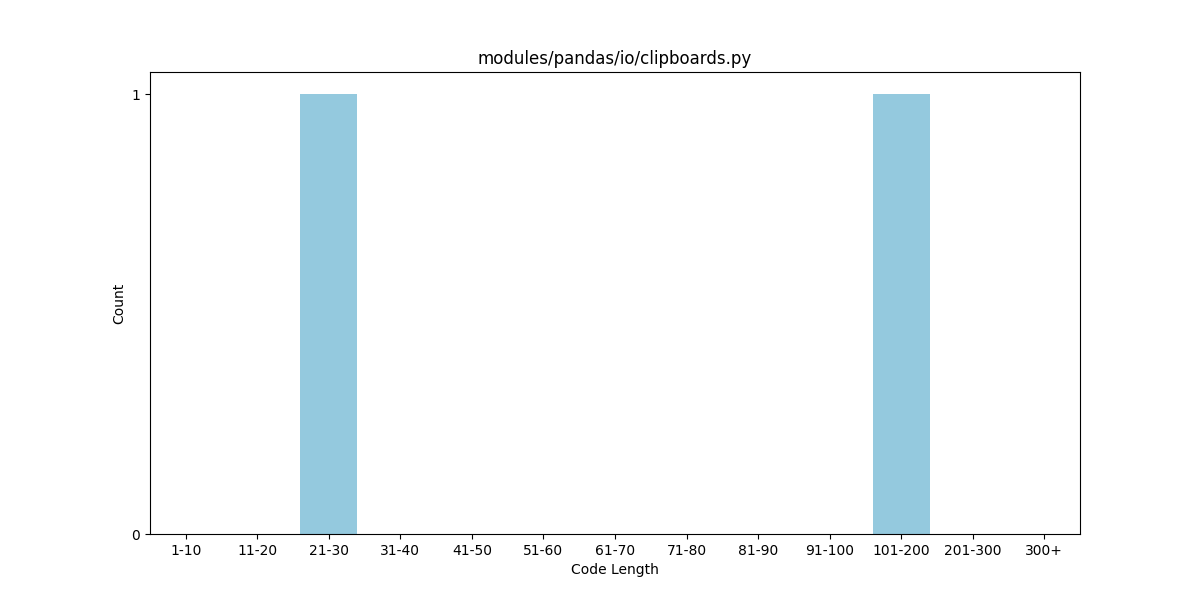 modules/pandas/io/clipboards.py
1
0
Count
1-10 11-20 21-30 31-40 41-50 51-60 61-70 71-80 81-90 91-100 101-200 201-300 300+
Code Length